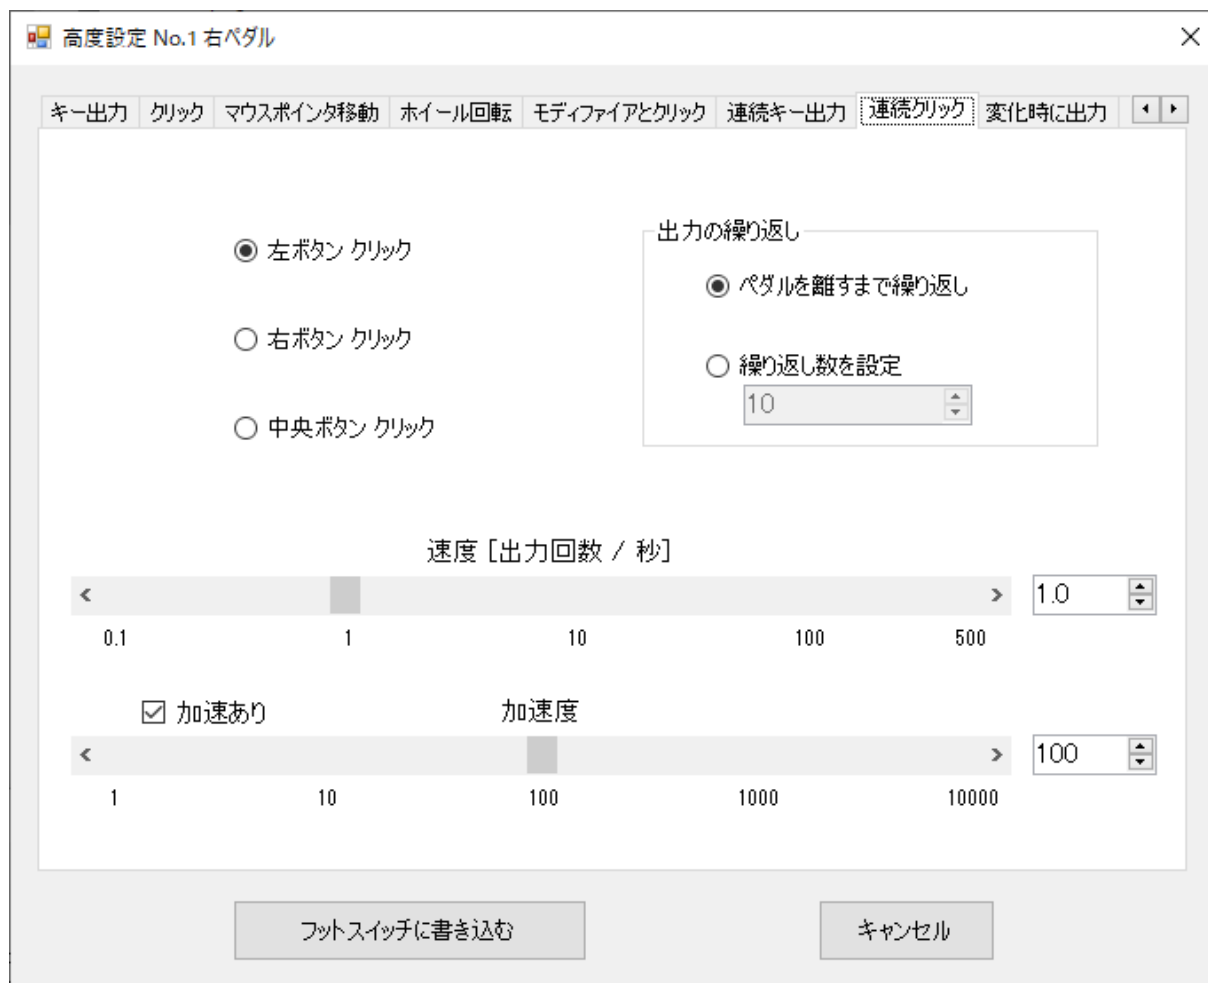 高度設定 No.1 右ペダル
キー出力 クリック マウスポインタ移動 ホイール回転 モディファイアとクリック 連続キー出力 連続クリック 変化時に出力
左ボタン クリック
右ボタン クリック
中央ボタン クリック
出力の繰り返し
ペダルを離すまで繰り返し
繰り返し数を設定
10
速度 [出力回数 / 秒]
1.0
0.1 1 10 100 500
加速あり 加速度
100
1 10 100 1000 10000
フットスイッチに書き込む キャンセル